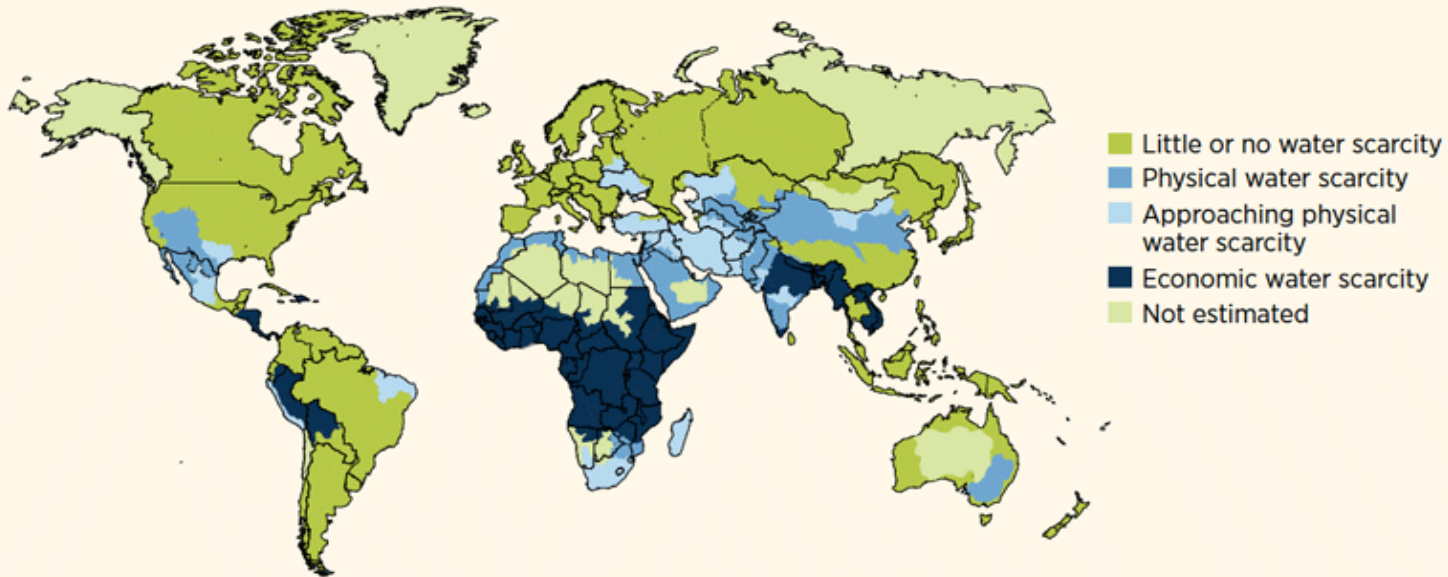 Little or no water scarcity
Physical water scarcity
Approaching physical
water scarcity
Economic water scarcity
Not estimated